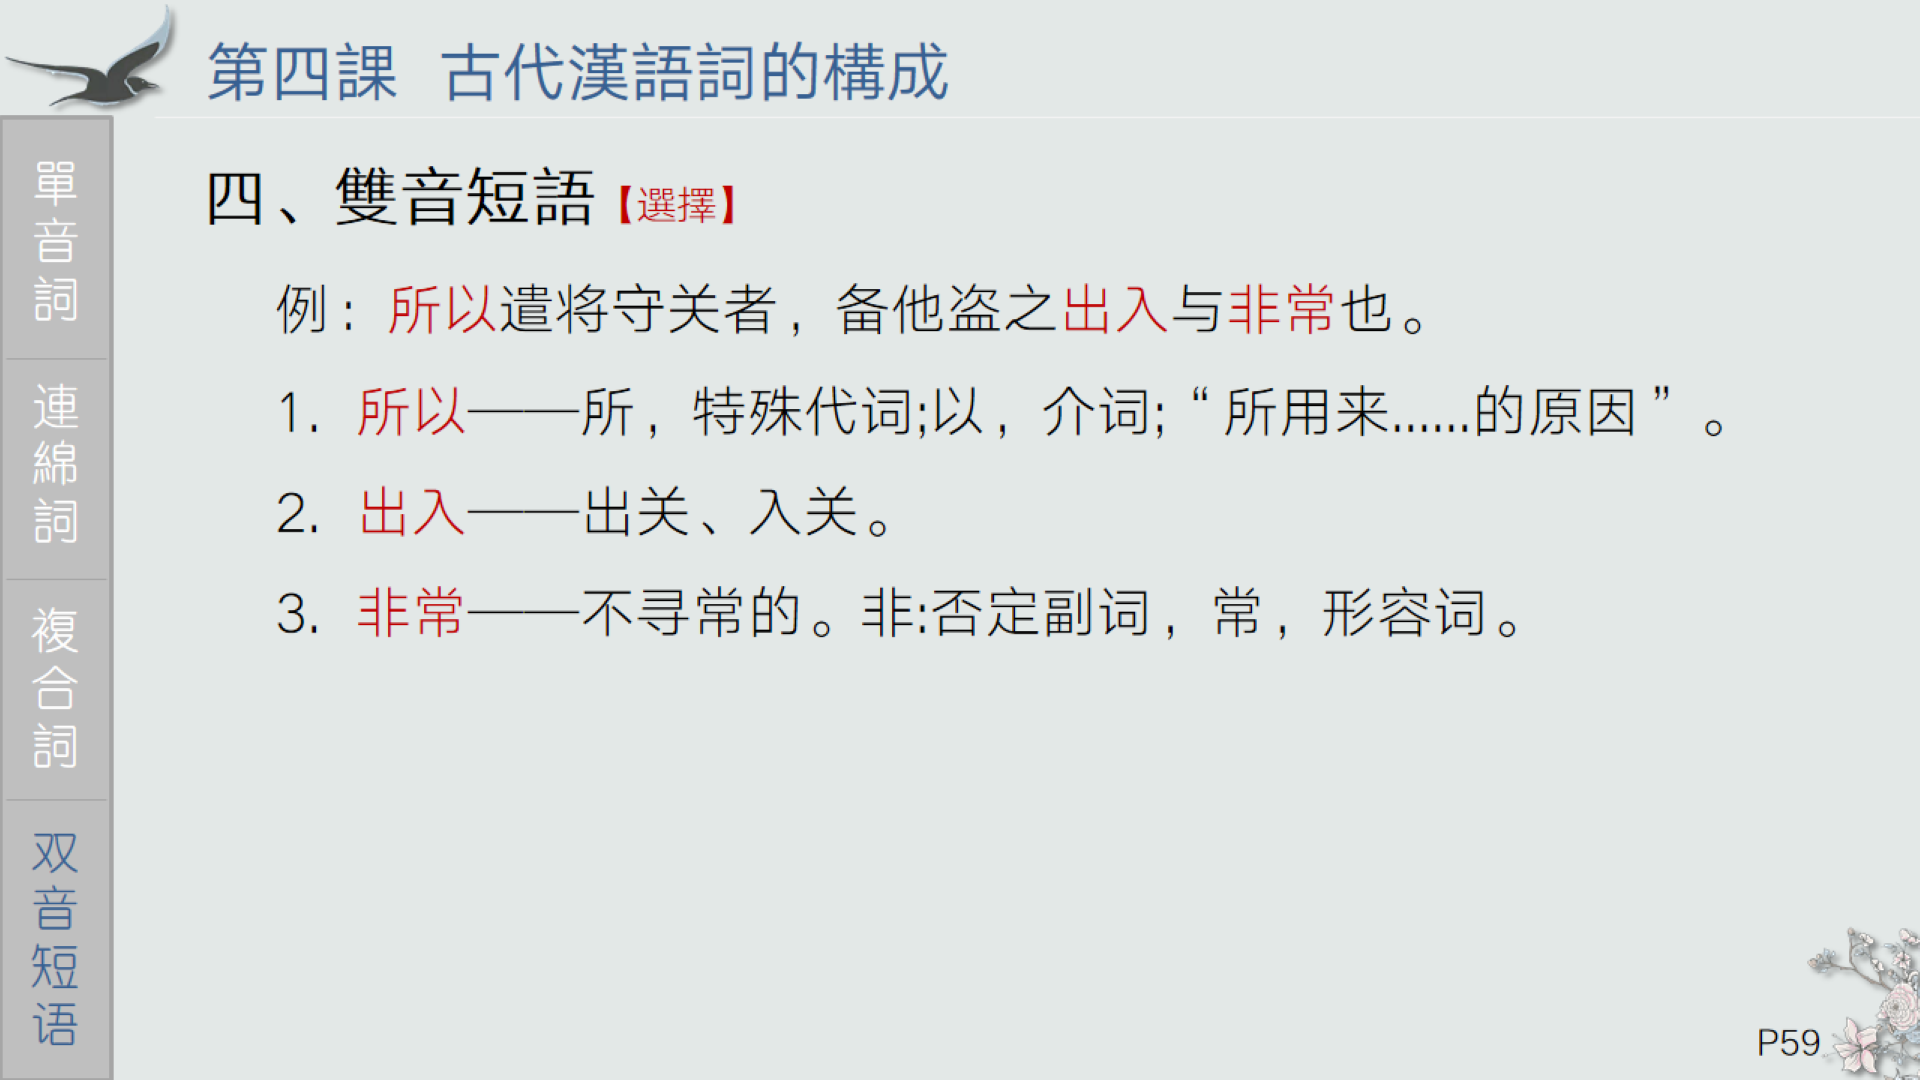 第四課 古代漢語詞的構成
單音詞
連綿詞
複合詞
双音短语
四、雙音短語【選擇】
例：所以遣将守关者，备他盗之出入与非常也。
1. 所以——所，特殊代词;以，介词;“所用来......的原因”。
2. 出入——出关、入关。
3. 非常——不寻常的。非:否定副词，常，形容词。
P59